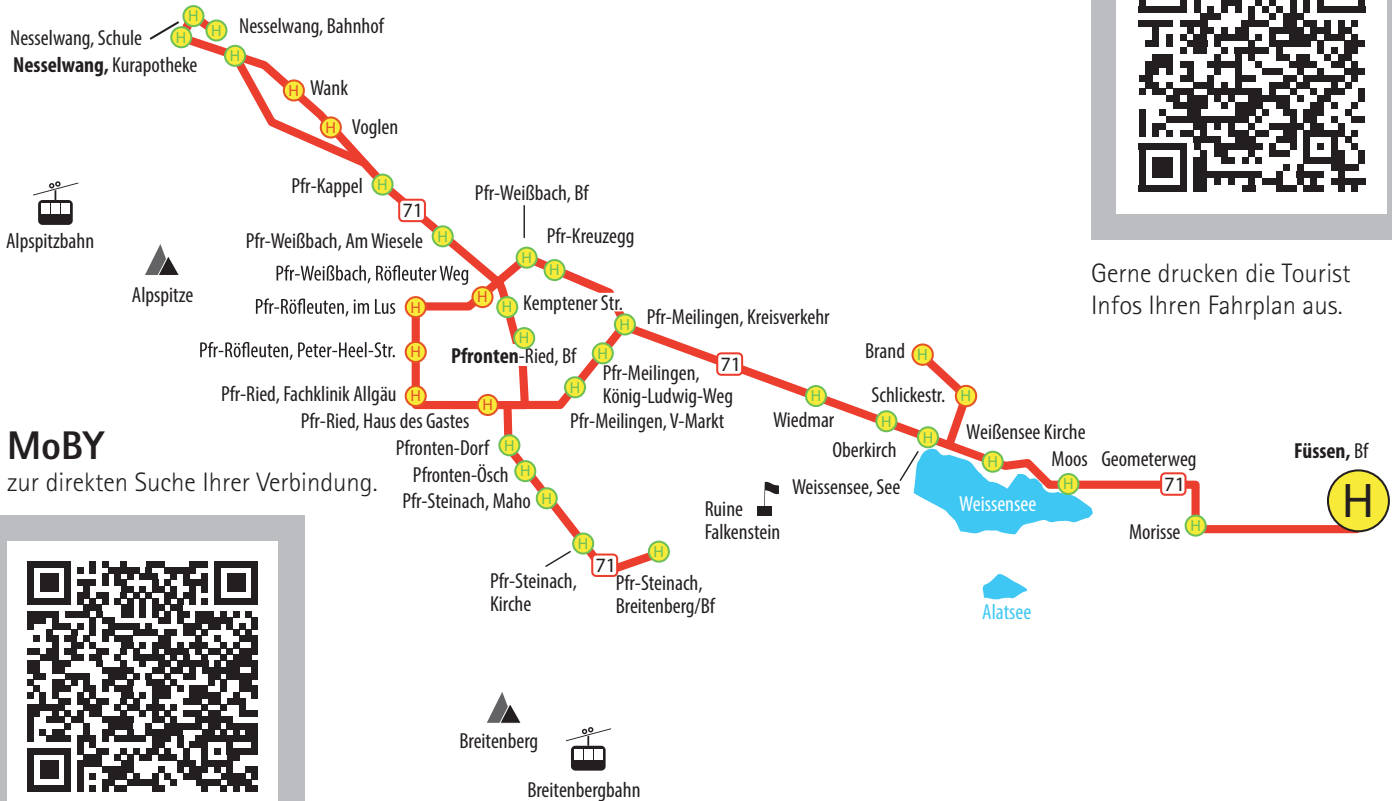 Nesselwang, Bahnhof
Nesselwang, Schule
Nesselwang, Kurapotheke
H
H
H
H
Wank
H
Voglen
H
Pfr-Kappel
H
71
Pfr-Weißbach, Bf
Alpspitzbahn
Pfr-Weißbach, Am Wiesele
H
Pfr-Kreuzegg
H
H
Alpspitze
Pfr-Weißbach, Röfleuter Weg
H
Gerne drucken die Tourist
Infos Ihren Fahrplan aus.
Pfr-Röfleuten, im Lus
H
H
Kemptener Str.
H
Pfr-Meilingen, Kreisverkehr
H
Pfr-Röfleuten, Peter-Heel-Str.
H
Pfronten-Ried, Bf
H
Pfr-Meilingen,
König-Ludwig-Weg
71
Brand
H
Pfr-Ried, Fachklinik Allgäu
H
H
Schlickestr.
H
Pfr-Ried, Haus des Gastes
H
Pfr-Meilingen, V-Markt
Wiedmar
H
MoBY
zur direkten Suche Ihrer Verbindung.
Pfronten-Dorf
H
Oberkirch
H
H
Weißensee Kirche
H
Moos
H
Geometerweg
Füssen, Bf
H
Pfronten-Ösch
H
Pfr-Steinach, Maho
H
Weissensee, See
71
Weissensee
Ruine
Falkenstein
Morisse
H
Pfr-Steinach,
Kirche
H
71
H
Pfr-Steinach,
Breitenberg/Bf
Alatsee
Breitenberg
Breitenbergbahn